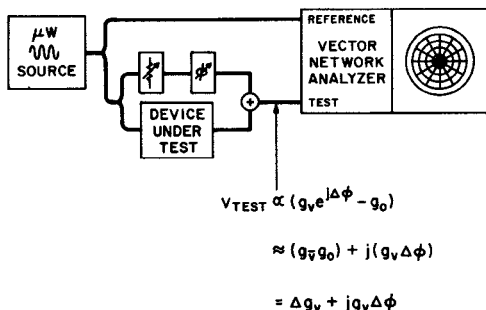 μW
SOURCE
REFERENCE
VECTOR
NETWORK
ANALYZER
TEST
ϕ
DEVICE
UNDER
TEST
+
V_TEST ∝ (g_v e^{jΔϕ} - g_o)
≈ (g_v̄ g_o) + j(g_v Δϕ)
= Δg_v + jg_v Δϕ